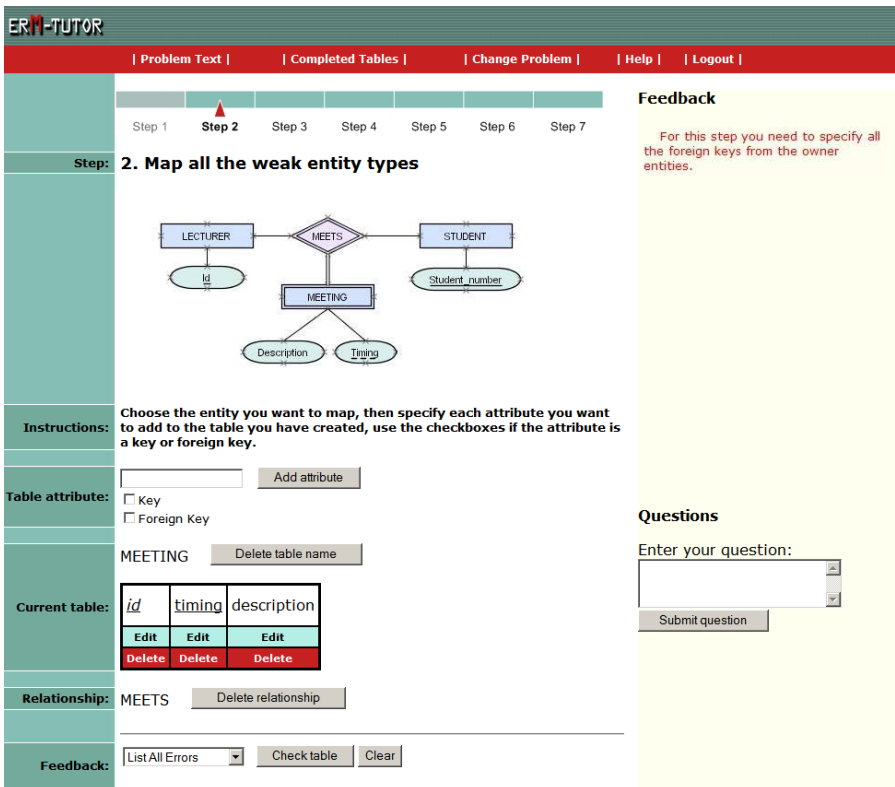 ERM-TUTOR
| Problem Text | | Completed Tables | | Change Problem | | Help | | Logout |
Step 1 Step 2 Step 3 Step 4 Step 5 Step 6 Step 7
Step: 2. Map all the weak entity types
LECTURER MEETS STUDENT
Id Student_number
MEETING
Description Timing
Instructions: Choose the entity you want to map, then specify each attribute you want
to add to the table you have created, use the checkboxes if the attribute is
a key or foreign key.
Table attribute: Add attribute
Key
Foreign Key
Current table: MEETING Delete table name
id timing description
Edit Edit Edit
Delete Delete Delete
Relationship: MEETS Delete relationship
Feedback: List All Errors Check table Clear
Feedback
For this step you need to specify all
the foreign keys from the owner
entities.
Questions
Enter your question:
Submit question